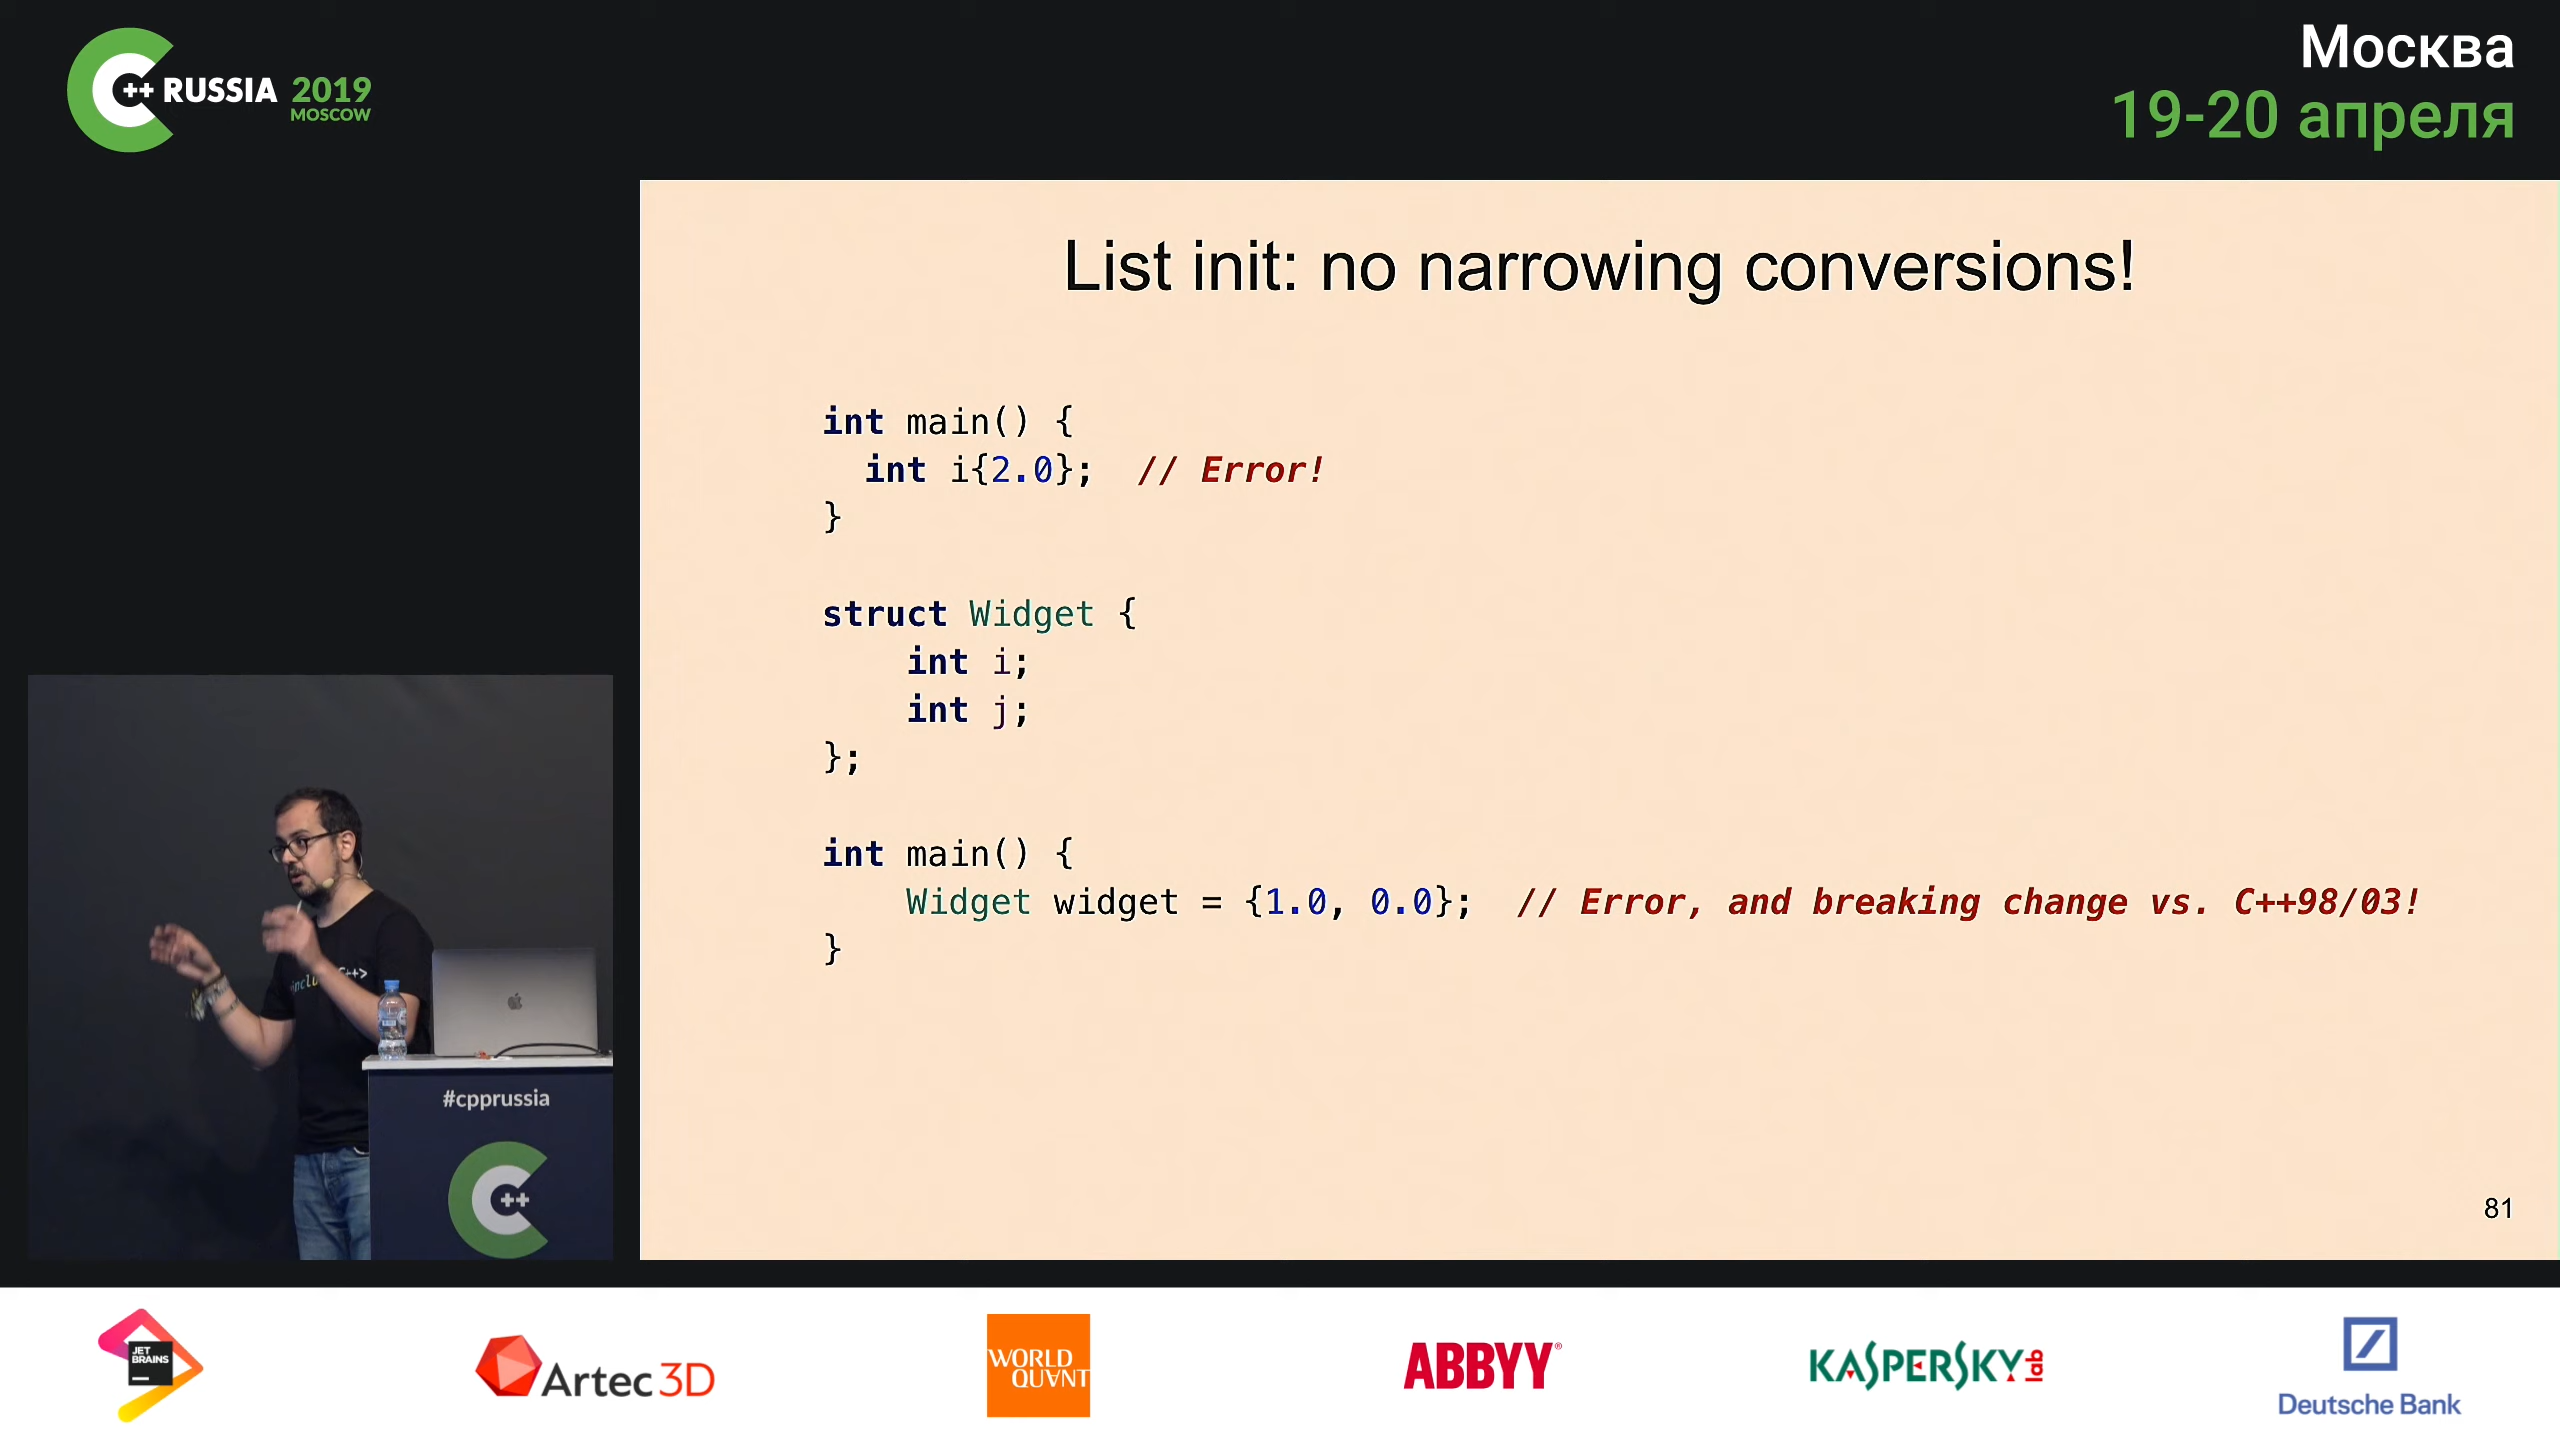 ++ RUSSIA 2019
MOSCOW
Москва
19-20 апреля
List init: no narrowing conversions!
int main() {
  int i{2.0};  // Error!
}
struct Widget {
    int i;
    int j;
};
int main() {
    Widget widget = {1.0, 0.0};  // Error, and breaking change vs. C++98/03!
}
81
#cpprussia
++
JET
BRAINS
Artec 3D
WORLD
QUANT
ABBYY®
KASPERSKY lab
Deutsche Bank